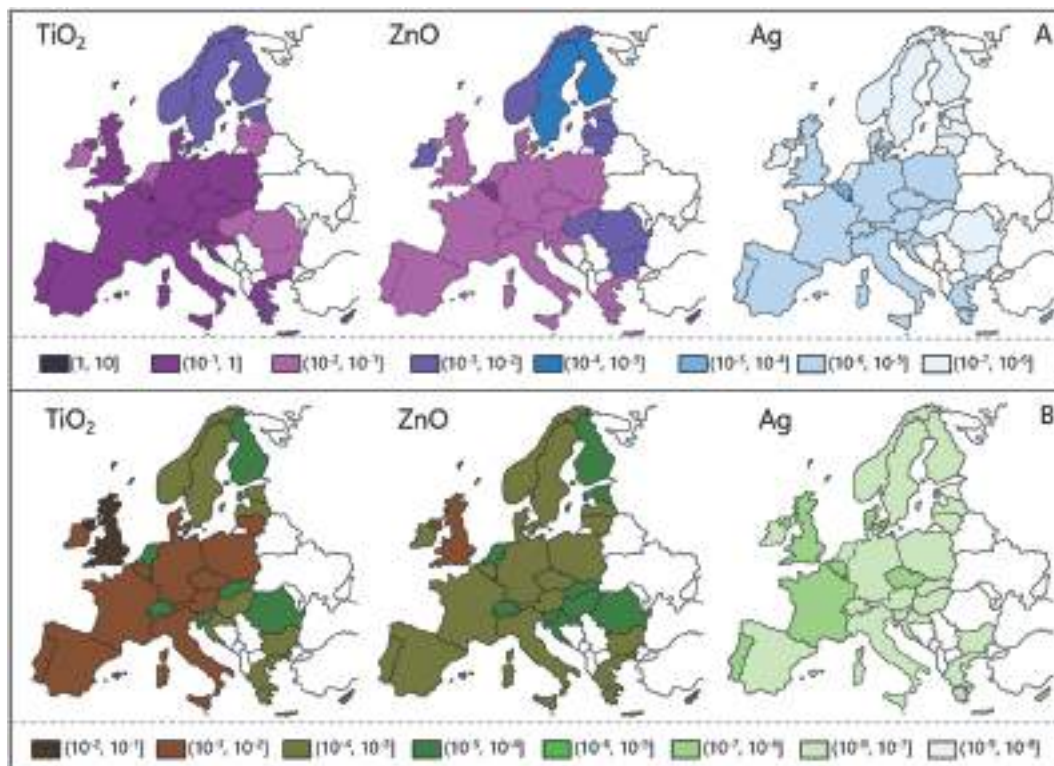 TiO₂ ZnO Ag A
(1, 10] (10⁻¹, 1] (10⁻², 10⁻¹] (10⁻³, 10⁻²] (10⁻⁴, 10⁻³] (10⁻⁵, 10⁻⁴] (10⁻⁶, 10⁻⁵] (10⁻⁷, 10⁻⁶]
TiO₂ ZnO Ag B
(10⁻², 10⁻¹] (10⁻³, 10⁻²] (10⁻⁴, 10⁻³] (10⁻⁵, 10⁻⁴] (10⁻⁶, 10⁻⁵] (10⁻⁷, 10⁻⁶] (10⁻⁸, 10⁻⁷] (10⁻⁹, 10⁻⁸]